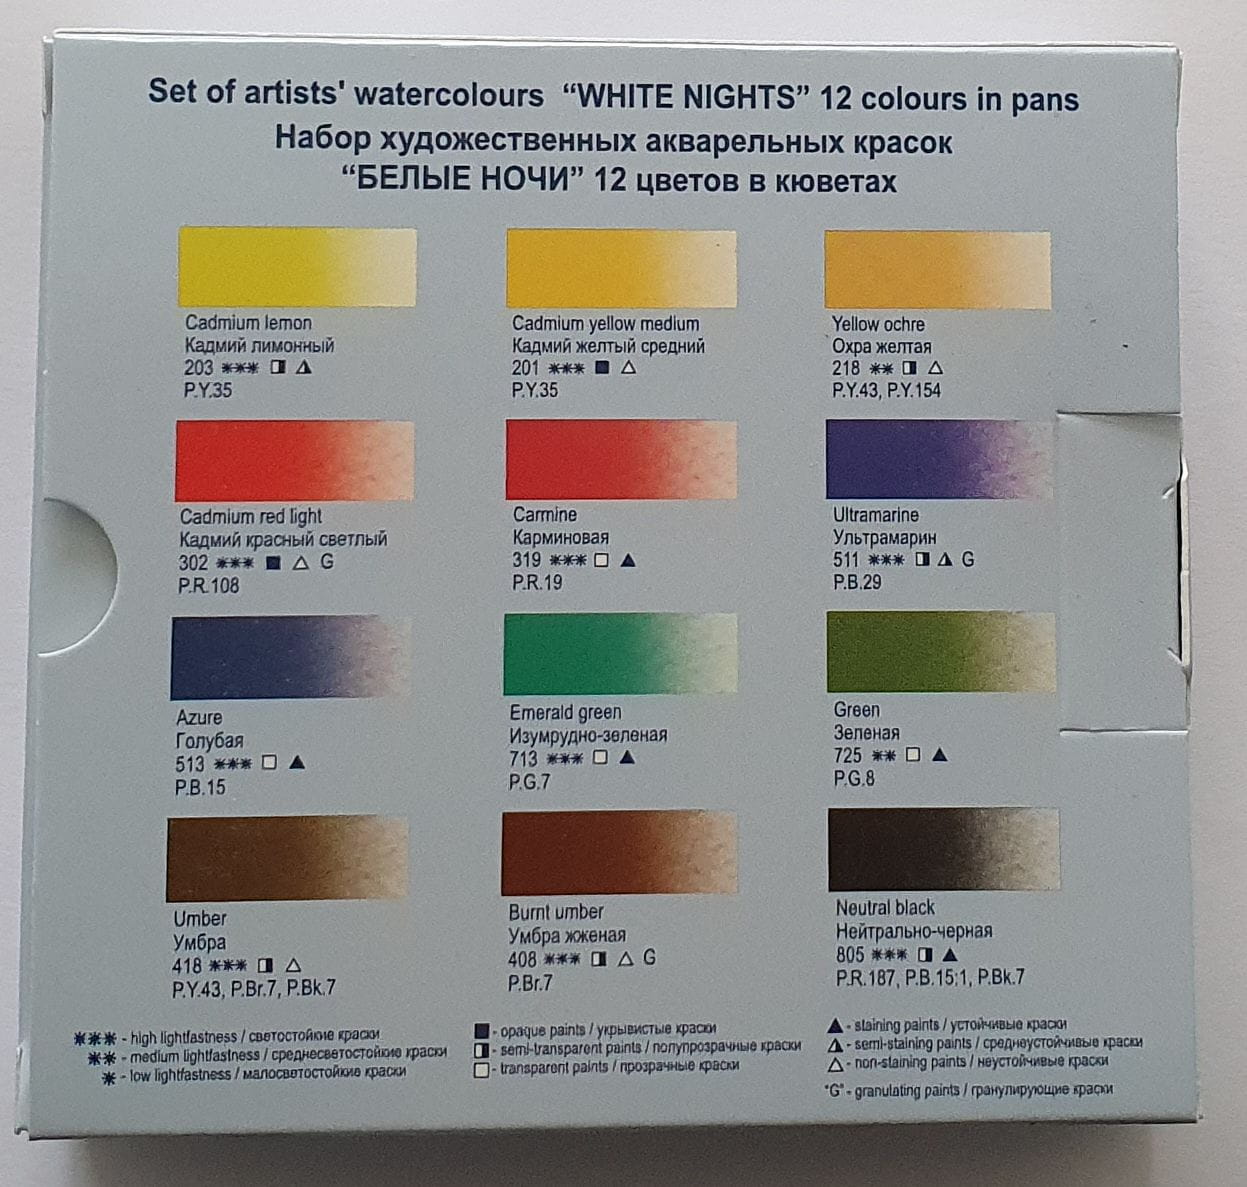 Set of artists' watercolours “WHITE NIGHTS” 12 colours in pans
Набор художественных акварельных красок
“БЕЛЫЕ НОЧИ” 12 цветов в кюветах
Cadmium lemon
Кадмий лимонный
203 ***
P.Y.35
Cadmium yellow medium
Кадмий желтый средний
201 ***
P.Y.35
Yellow ochre
Охра желтая
218 **
P.Y.43, P.Y.154
Cadmium red light
Кадмий красный светлый
302 *** G
P.R.108
Carmine
Карминовая
319 ***
P.R.19
Ultramarine
Ультрамарин
511 *** G
P.B.29
Azure
Голубая
513 ***
P.B.15
Emerald green
Изумрудно-зеленая
713 ***
P.G.7
Green
Зеленая
725 **
P.G.8
Umber
Умбра
418 ***
P.Y.43, P.Br.7, P.Bk.7
Burnt umber
Умбра жженая
408 *** G
P.Br.7
Neutral black
Нейтрально-черная
805 ***
P.R.187, P.B.15:1, P.Bk.7
*** - high lightfastness / светостойкие краски
** - medium lightfastness / среднесветостойкие краски
* - low lightfastness / малосветостойкие краски
- opaque paints / укрывистые краски
- semi-transparent paints / полупрозрачные краски
- transparent paints / прозрачные краски
- staining paints / устойчивые краски
- semi-staining paints / среднеустойчивые краски
- non-staining paints / неустойчивые краски
"G" - granulating paints / гранулирующие краски